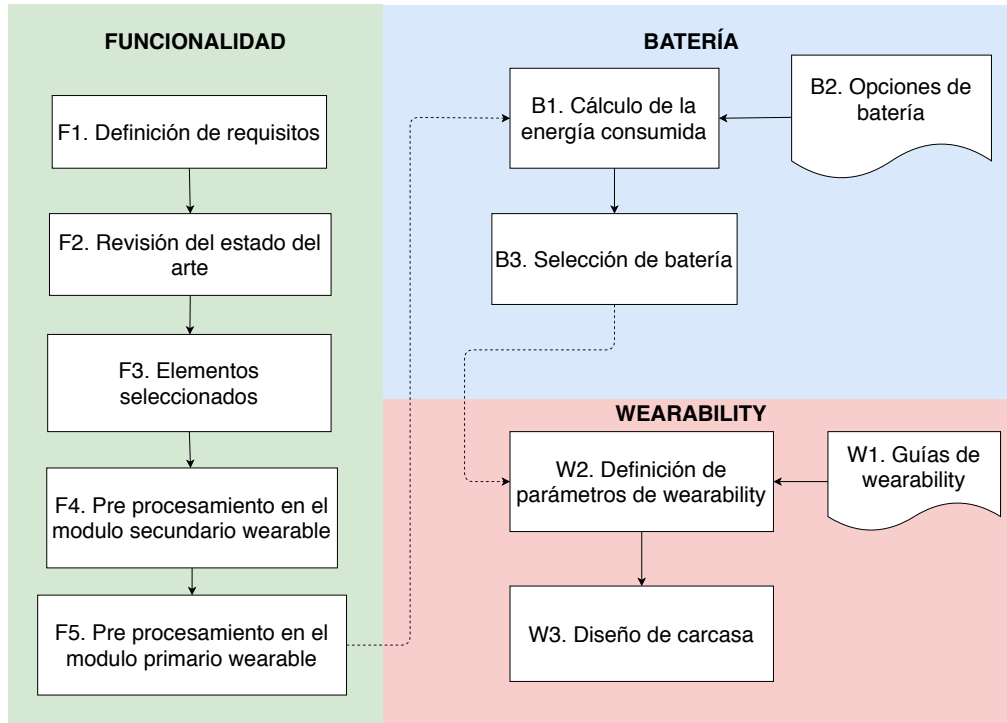 FUNCIONALIDAD
F1. Definición de requisitos
F2. Revisión del estado del
arte
F3. Elementos
seleccionados
F4. Pre procesamiento en el
modulo secundario wearable
F5. Pre procesamiento en el
modulo primario wearable
BATERÍA
B1. Cálculo de la
energía consumida
B2. Opciones de
batería
B3. Selección de batería
WEARABILITY
W2. Definición de
parámetros de wearability
W1. Guías de
wearability
W3. Diseño de carcasa